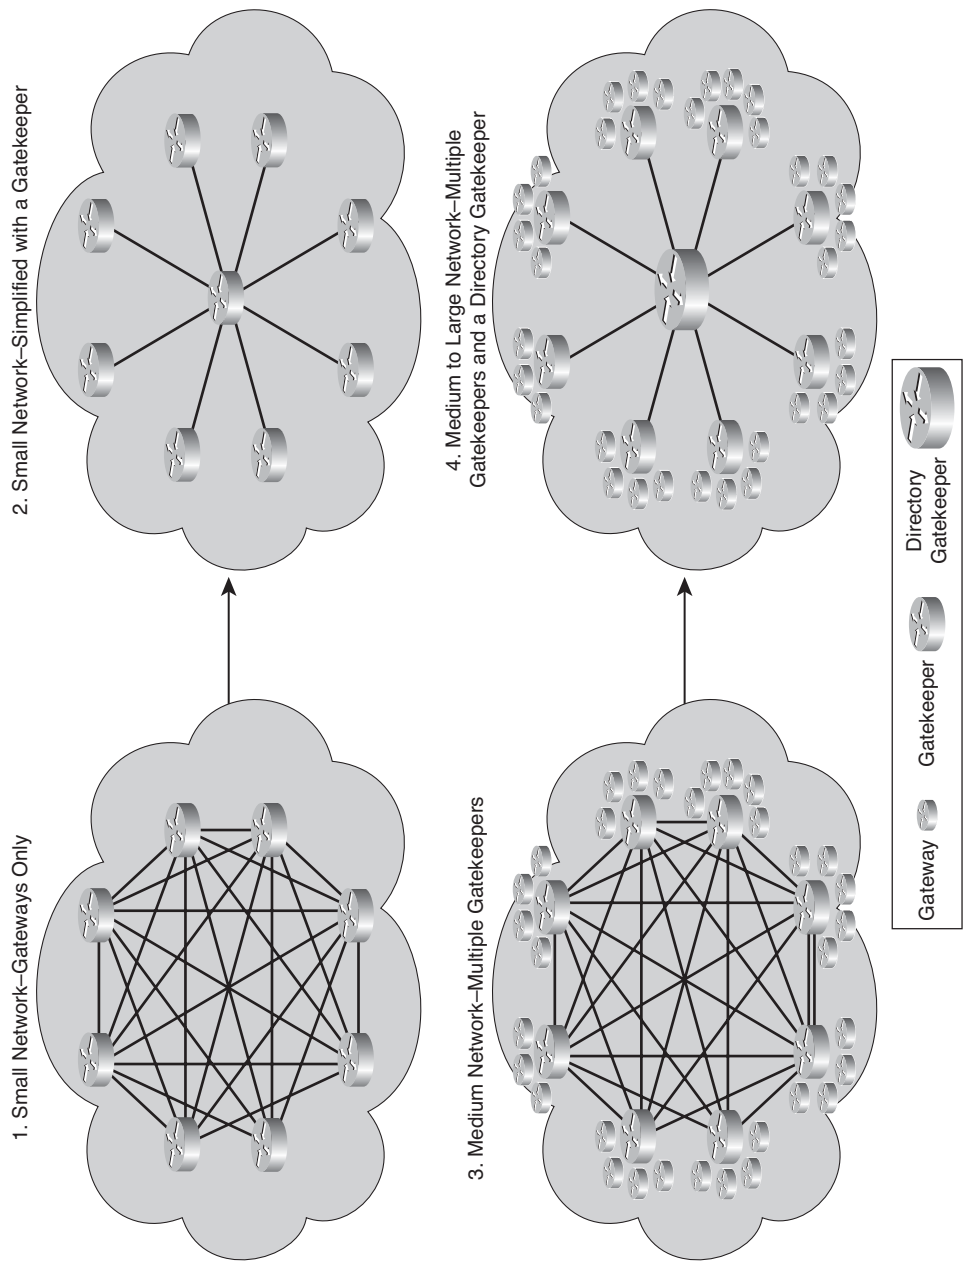 1. Small Network–Gateways Only
2. Small Network–Simplified with a Gatekeeper
3. Medium Network–Multiple Gatekeepers
4. Medium to Large Network–Multiple
Gatekeepers and a Directory Gatekeeper
Gateway
Gatekeeper
Directory
Gatekeeper